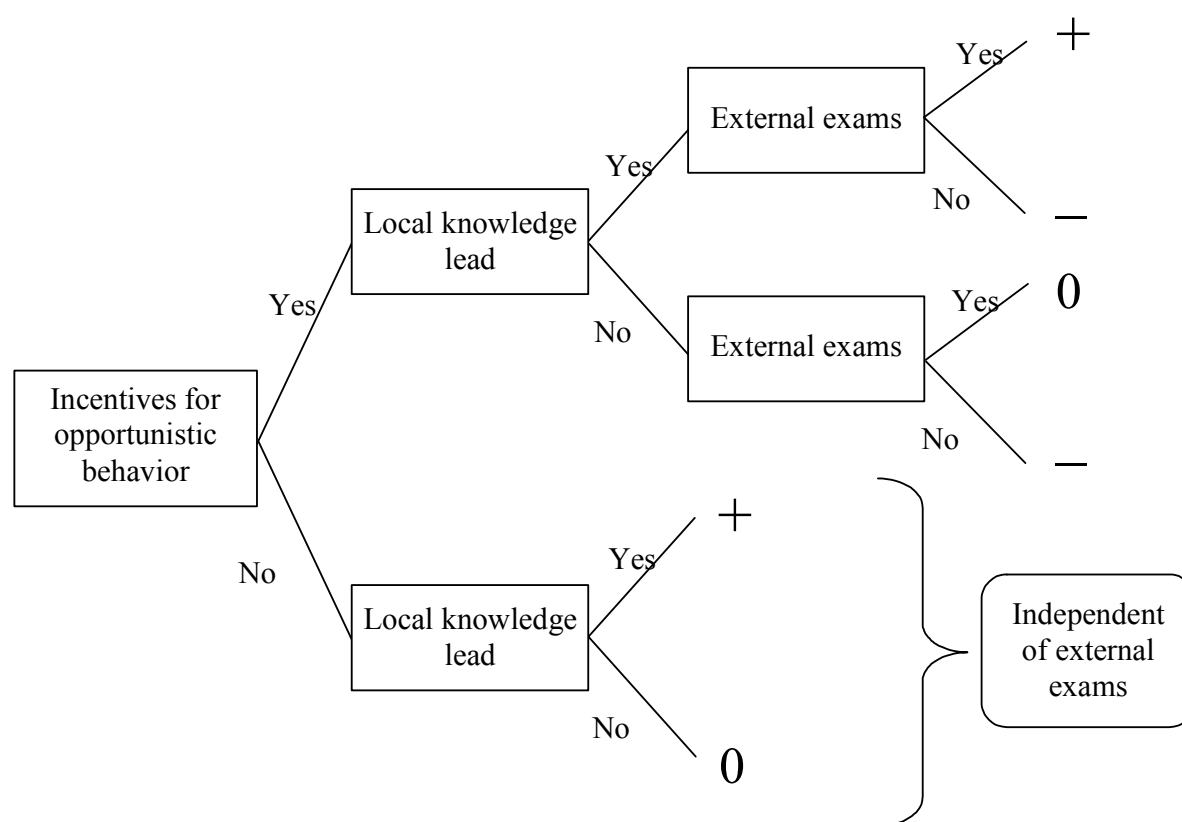 Yes
+
External exams
Yes
No
−
Local knowledge
lead
Yes
0
Yes
No
External exams
No
−
Incentives for
opportunistic
behavior
+
Yes
No
Local knowledge
lead
Independent
of external
exams
No
0